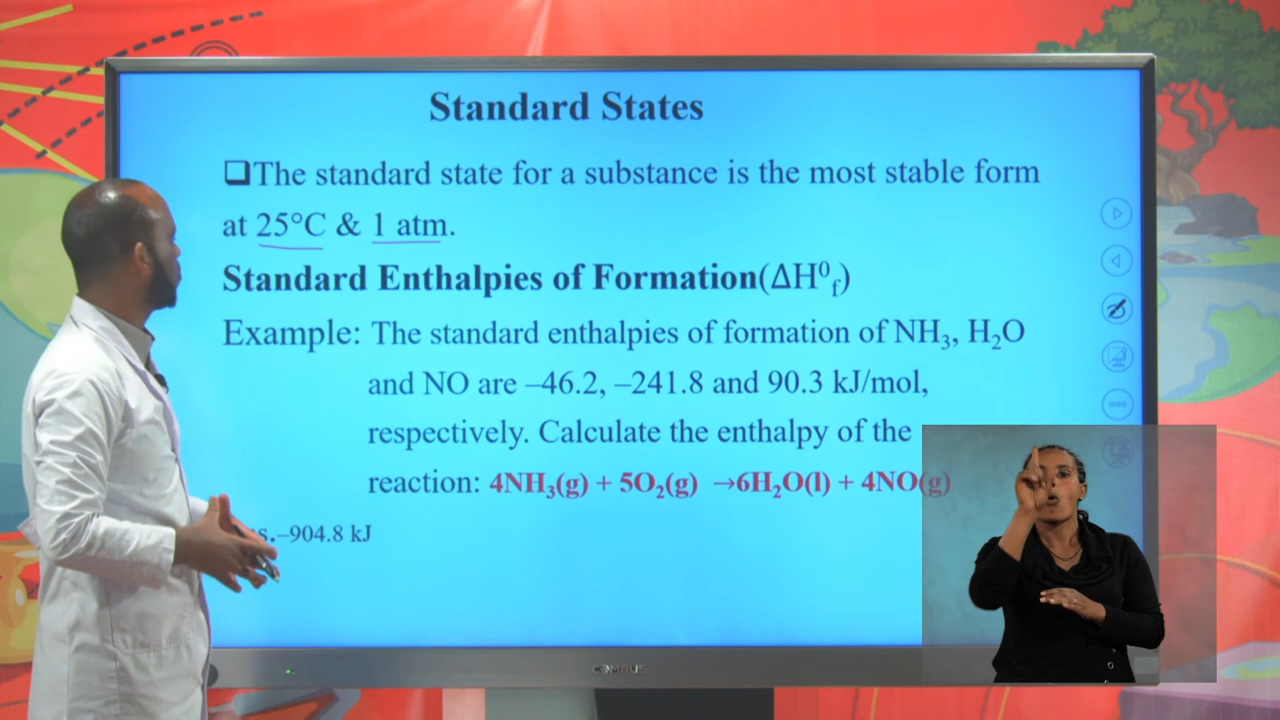 Standard States
❑The standard state for a substance is the most stable form
at 25°C & 1 atm.
Standard Enthalpies of Formation(ΔH⁰f)
Example: The standard enthalpies of formation of NH₃, H₂O
and NO are –46.2, –241.8 and 90.3 kJ/mol,
respectively. Calculate the enthalpy of the
reaction: 4NH₃(g) + 5O₂(g) →6H₂O(l) + 4NO(g)
s.–904.8 kJ